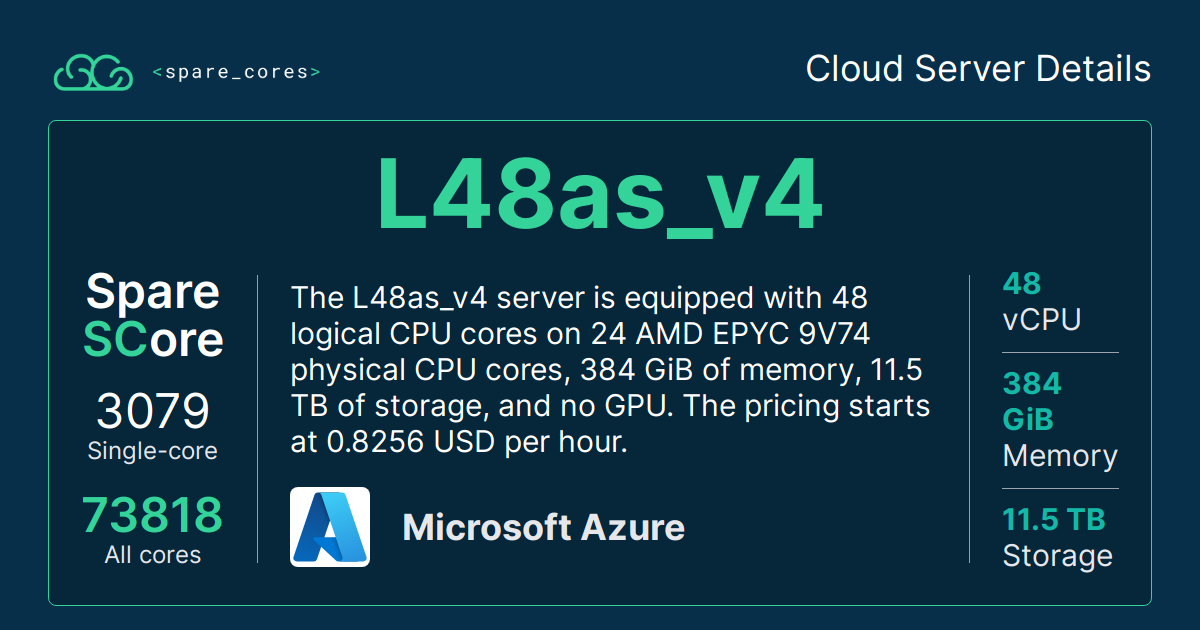 <spare_cores>
Cloud Server Details
L48as_v4
Spare
SCore
3079
Single-core
73818
All cores
The L48as_v4 server is equipped with 48
logical CPU cores on 24 AMD EPYC 9V74
physical CPU cores, 384 GiB of memory, 11.5
TB of storage, and no GPU. The pricing starts
at 0.8256 USD per hour.
Microsoft Azure
48
vCPU
384
GiB
Memory
11.5 TB
Storage